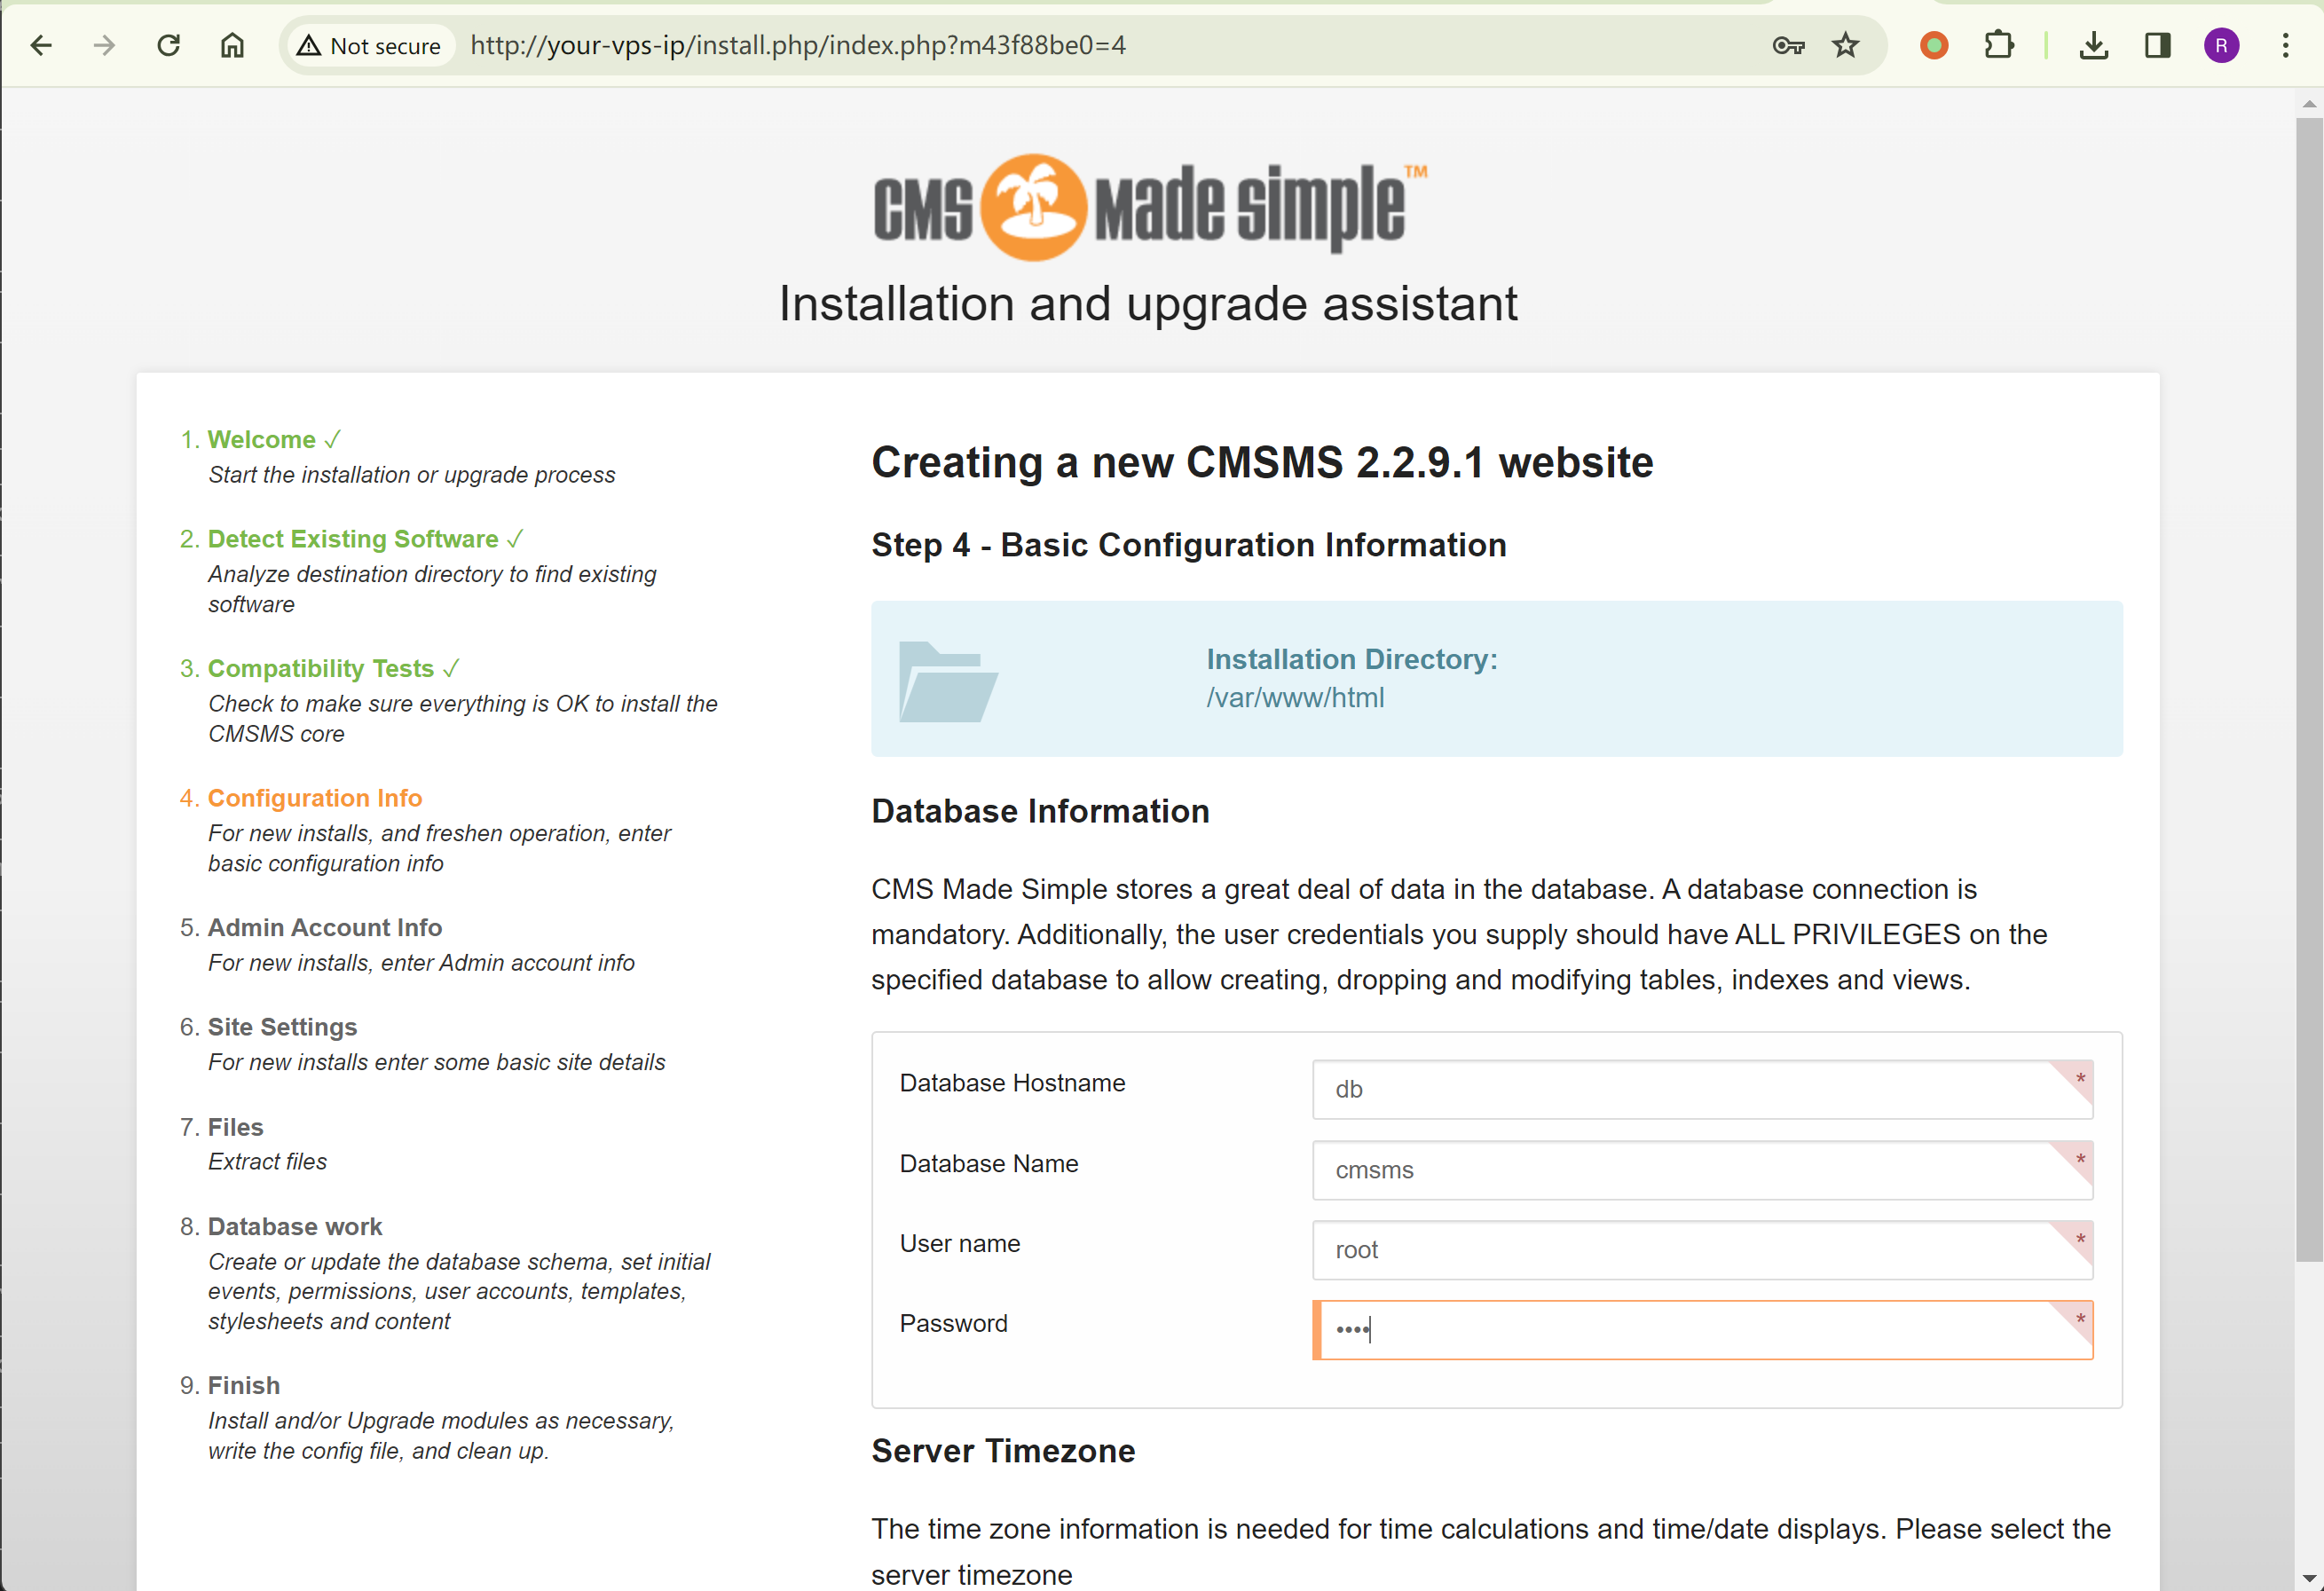 Not secure
http://your-vps-ip/install.php/index.php?m43f88be0=4
R
CMS Made Simple™
Installation and upgrade assistant
1. Welcome ✓
Start the installation or upgrade process
2. Detect Existing Software ✓
Analyze destination directory to find existing
software
3. Compatibility Tests ✓
Check to make sure everything is OK to install the
CMSMS core
4. Configuration Info
For new installs, and freshen operation, enter
basic configuration info
5. Admin Account Info
For new installs, enter Admin account info
6. Site Settings
For new installs enter some basic site details
7. Files
Extract files
8. Database work
Create or update the database schema, set initial
events, permissions, user accounts, templates,
stylesheets and content
9. Finish
Install and/or Upgrade modules as necessary,
write the config file, and clean up.
Creating a new CMSMS 2.2.9.1 website
Step 4 - Basic Configuration Information
Installation Directory:
/var/www/html
Database Information
CMS Made Simple stores a great deal of data in the database. A database connection is
mandatory. Additionally, the user credentials you supply should have ALL PRIVILEGES on the
specified database to allow creating, dropping and modifying tables, indexes and views.
Database Hostname
db
*
Database Name
cmsms
*
User name
root
*
Password
••••
*
Server Timezone
The time zone information is needed for time calculations and time/date displays. Please select the
server timezone